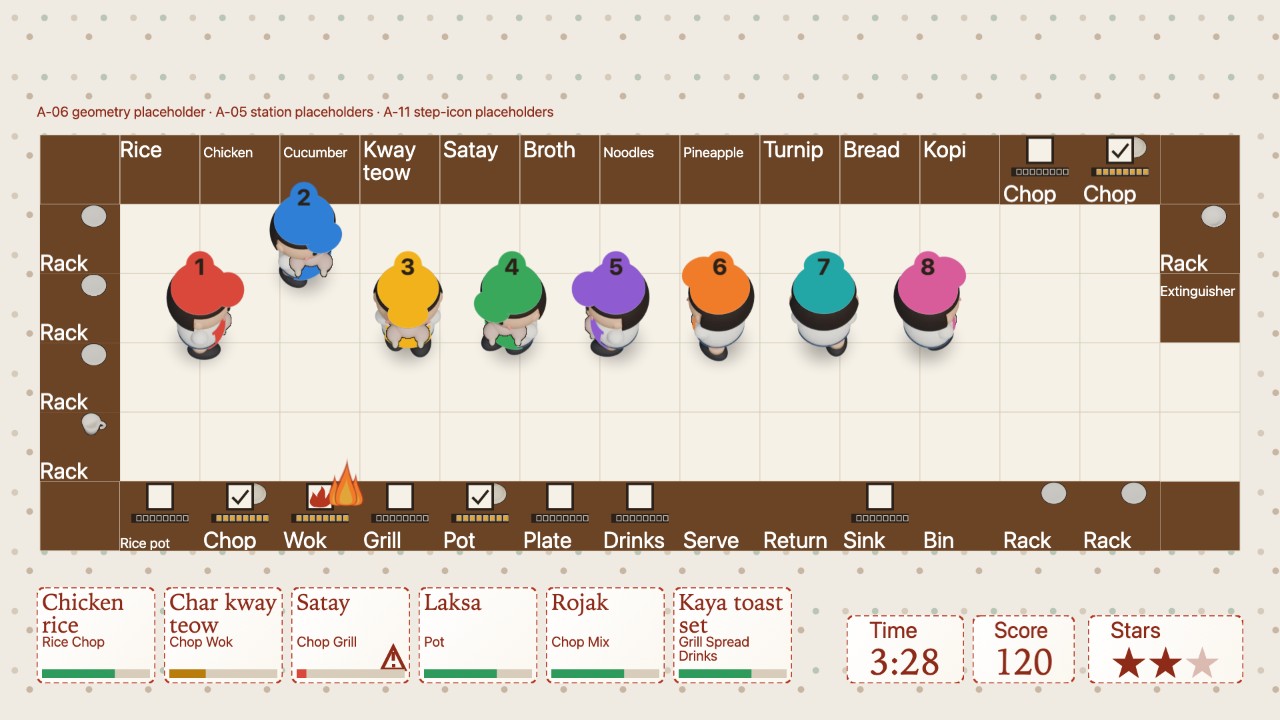 A-06 geometry placeholder · A-05 station placeholders · A-11 step-icon placeholders
Rice
Chicken
Cucumber
Kway
teow
Satay
Broth
Noodles
Pineapple
Turnip
Bread
Kopi
Chop
Chop
2
Rack
Rack
1
3
4
5
6
7
8
Extinguisher
Rack
Rack
Rack
Rice pot
Chop
Wok
Grill
Pot
Plate
Drinks
Serve
Return
Sink
Bin
Rack
Rack
Chicken
rice
Rice Chop
Char kway
teow
Chop Wok
Satay
Chop Grill
Laksa
Pot
Rojak
Chop Mix
Kaya toast
set
Grill Spread
Drinks
Time
3:28
Score
120
Stars